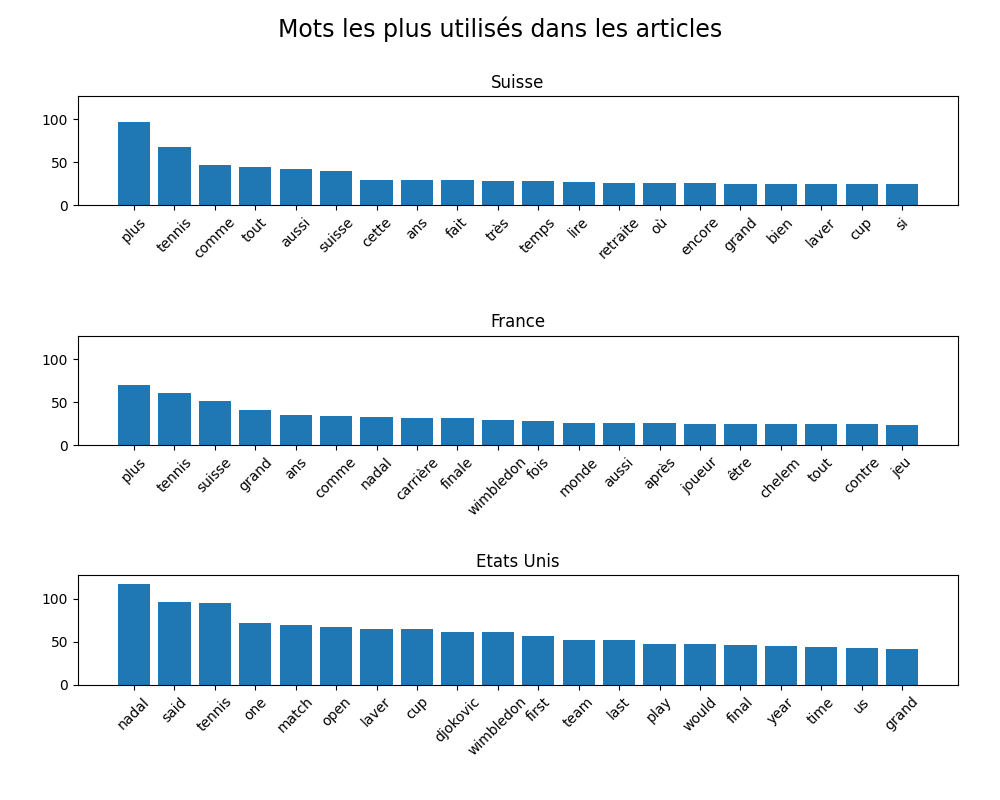 Mots les plus utilisés dans les articles
Suisse
100
50
0
plus tennis comme tout aussi suisse cette ans fait très temps lire retraite où encore grand bien laver cup si
France
100
50
0
plus tennis suisse grand ans comme nadal carrière finale wimbledon fois monde aussi après joueur être chelem tout contre jeu
Etats Unis
100
50
0
nadal said tennis one match open laver cup djokovic wimbledon first team last play would final year time us grand